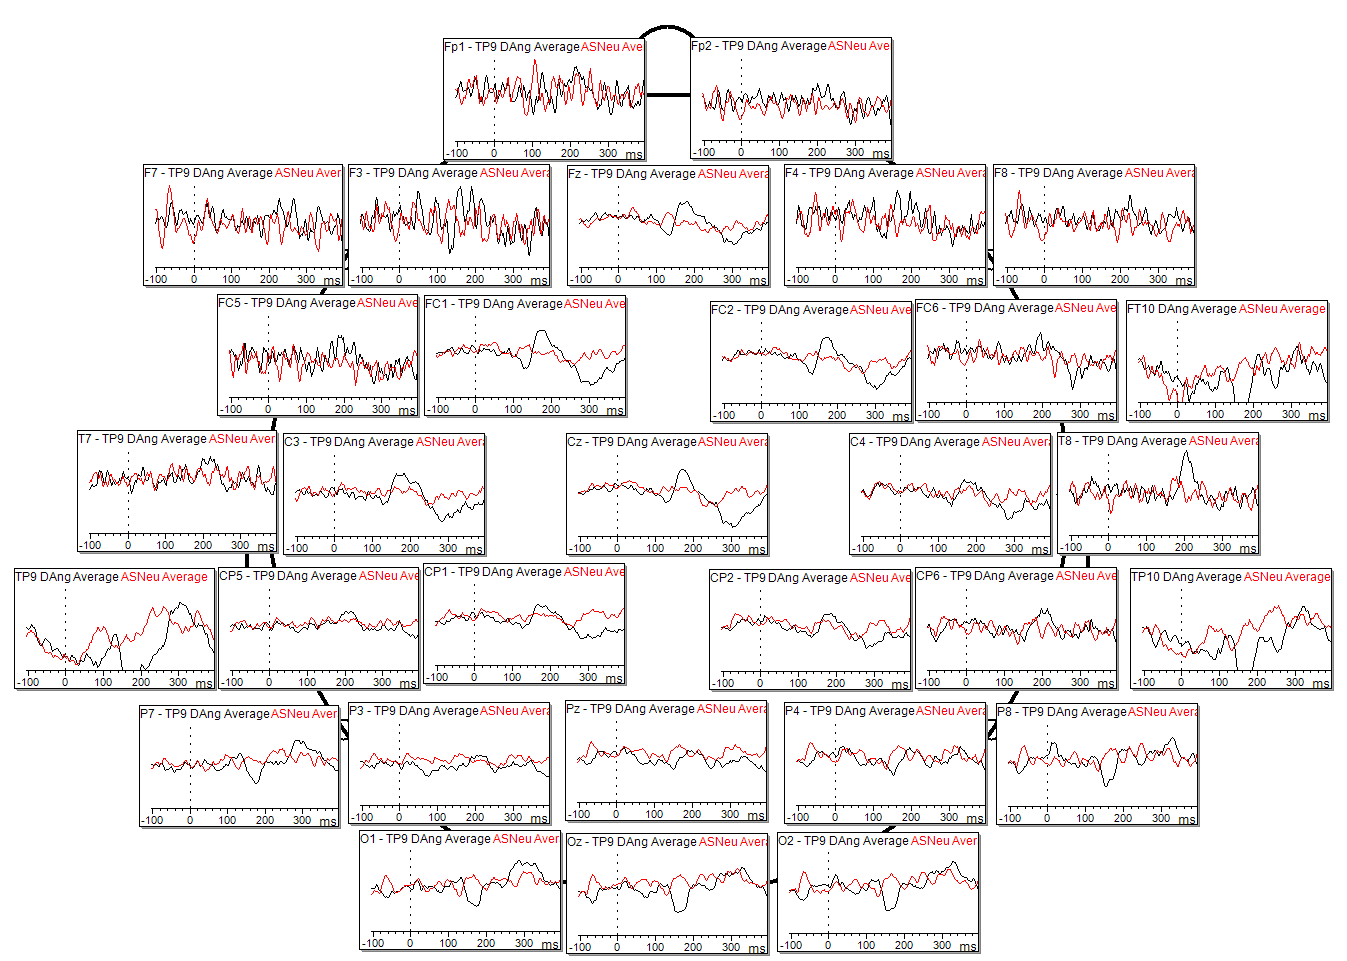 Fp1 - TP9 DAng Average ASNeu Ave
-100 0 100 200 300 ms
Fp2 - TP9 DAng Average ASNeu Ave
-100 0 100 200 300 ms
F7 - TP9 DAng Average ASNeu Avera
-100 0 100 200 300 ms
F3 - TP9 DAng Average ASNeu Avera
-100 0 100 200 300 ms
Fz - TP9 DAng Average ASNeu Avera
-100 0 100 200 300 ms
F4 - TP9 DAng Average ASNeu Avera
-100 0 100 200 300 ms
F8 - TP9 DAng Average ASNeu Avera
-100 0 100 200 300 ms
FC5 - TP9 DAng Average ASNeu Ave
-100 0 100 200 300 ms
FC1 - TP9 DAng Average ASNeu Ave
-100 0 100 200 300 ms
FC2 - TP9 DAng Average ASNeu Ave
-100 0 100 200 300 ms
FC6 - TP9 DAng Average ASNeu Ave
-100 0 100 200 300 ms
FT10 DAng Average ASNeu Average
-100 0 100 200 300 ms
T7 - TP9 DAng Average ASNeu Aver
-100 0 100 200 300 ms
C3 - TP9 DAng Average ASNeu Avera
-100 0 100 200 300 ms
Cz - TP9 DAng Average ASNeu Avera
-100 0 100 200 300 ms
C4 - TP9 DAng Average ASNeu Avera
-100 0 100 200 300 ms
T8 - TP9 DAng Average ASNeu Aver
-100 0 100 200 300 ms
TP9 DAng Average ASNeu Average
-100 0 100 200 300 ms
CP5 - TP9 DAng Average ASNeu Ave
-100 0 100 200 300 ms
CP1 - TP9 DAng Average ASNeu Ave
-100 0 100 200 300 ms
CP2 - TP9 DAng Average ASNeu Ave
-100 0 100 200 300 ms
CP6 - TP9 DAng Average ASNeu Ave
-100 0 100 200 300 ms
TP10 DAng Average ASNeu Average
-100 0 100 200 300 ms
P7 - TP9 DAng Average ASNeu Aver
-100 0 100 200 300 ms
P3 - TP9 DAng Average ASNeu Avera
-100 0 100 200 300 ms
Pz - TP9 DAng Average ASNeu Avera
-100 0 100 200 300 ms
P4 - TP9 DAng Average ASNeu Avera
-100 0 100 200 300 ms
P8 - TP9 DAng Average ASNeu Aver
-100 0 100 200 300 ms
O1 - TP9 DAng Average ASNeu Aver
-100 0 100 200 300 ms
Oz - TP9 DAng Average ASNeu Aver
-100 0 100 200 300 ms
O2 - TP9 DAng Average ASNeu Aver
-100 0 100 200 300 ms